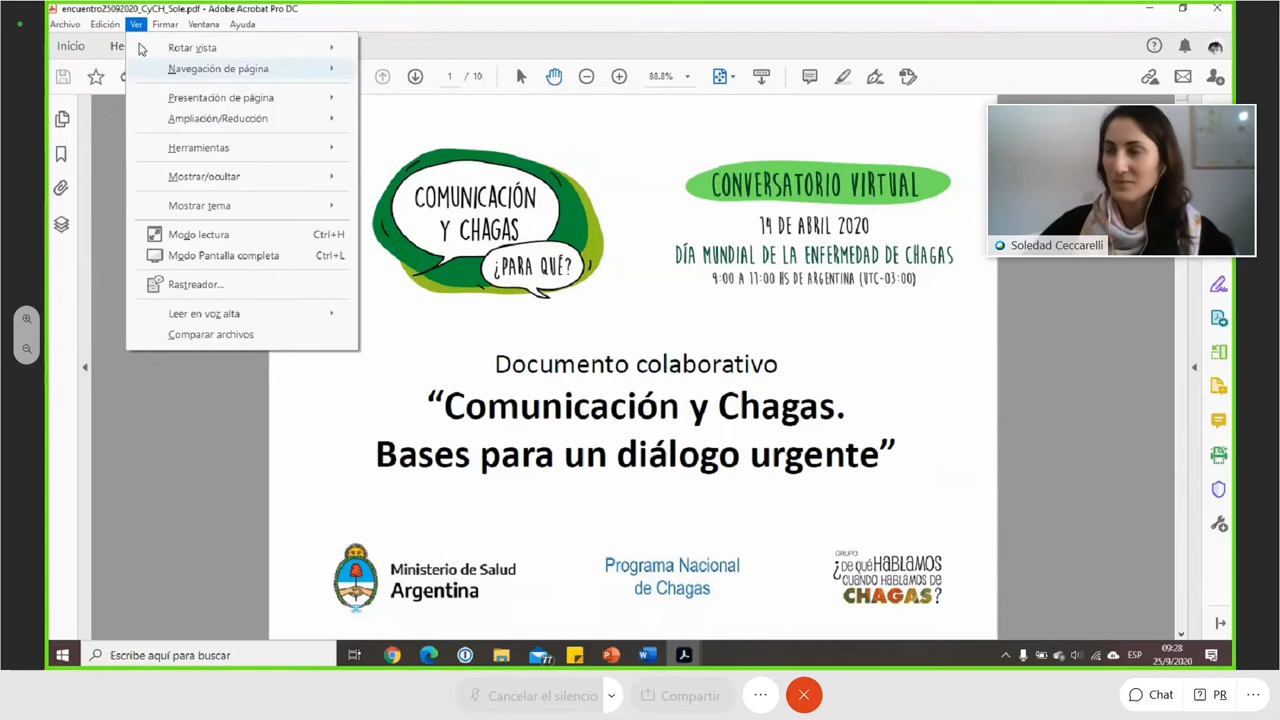 encuentro25092020_CyCH_Sole.pdf - Adobe Acrobat Pro DC
Archivo Edición Ver Firmar Ventana Ayuda
Inicio He
1 / 10
88.8%
Rotar vista
Navegación de página
Presentación de página
Ampliación/Reducción
Herramientas
Mostrar/ocultar
Mostrar tema
Modo lectura Ctrl+H
Modo Pantalla completa Ctrl+L
Rastreador...
Leer en voz alta
Comparar archivos
COMUNICACIÓN
Y CHAGAS
¿PARA QUÉ?
CONVERSATORIO VIRTUAL
14 DE ABRIL 2020
DÍA MUNDIAL DE LA ENFERMEDAD DE CHAGAS
9:00 A 11:00 HS DE ARGENTINA (UTC-03:00)
Soledad Ceccarelli
Documento colaborativo
“Comunicación y Chagas.
Bases para un diálogo urgente”
Ministerio de Salud
Argentina
Programa Nacional
de Chagas
GRUPO
¿DE QUÉ HABLAMOS
CUANDO HABLAMOS DE
CHAGAS?
Escribe aquí para buscar
77
ESP
09:28
25/9/2020
Cancelar el silencio
Compartir
Chat
PR